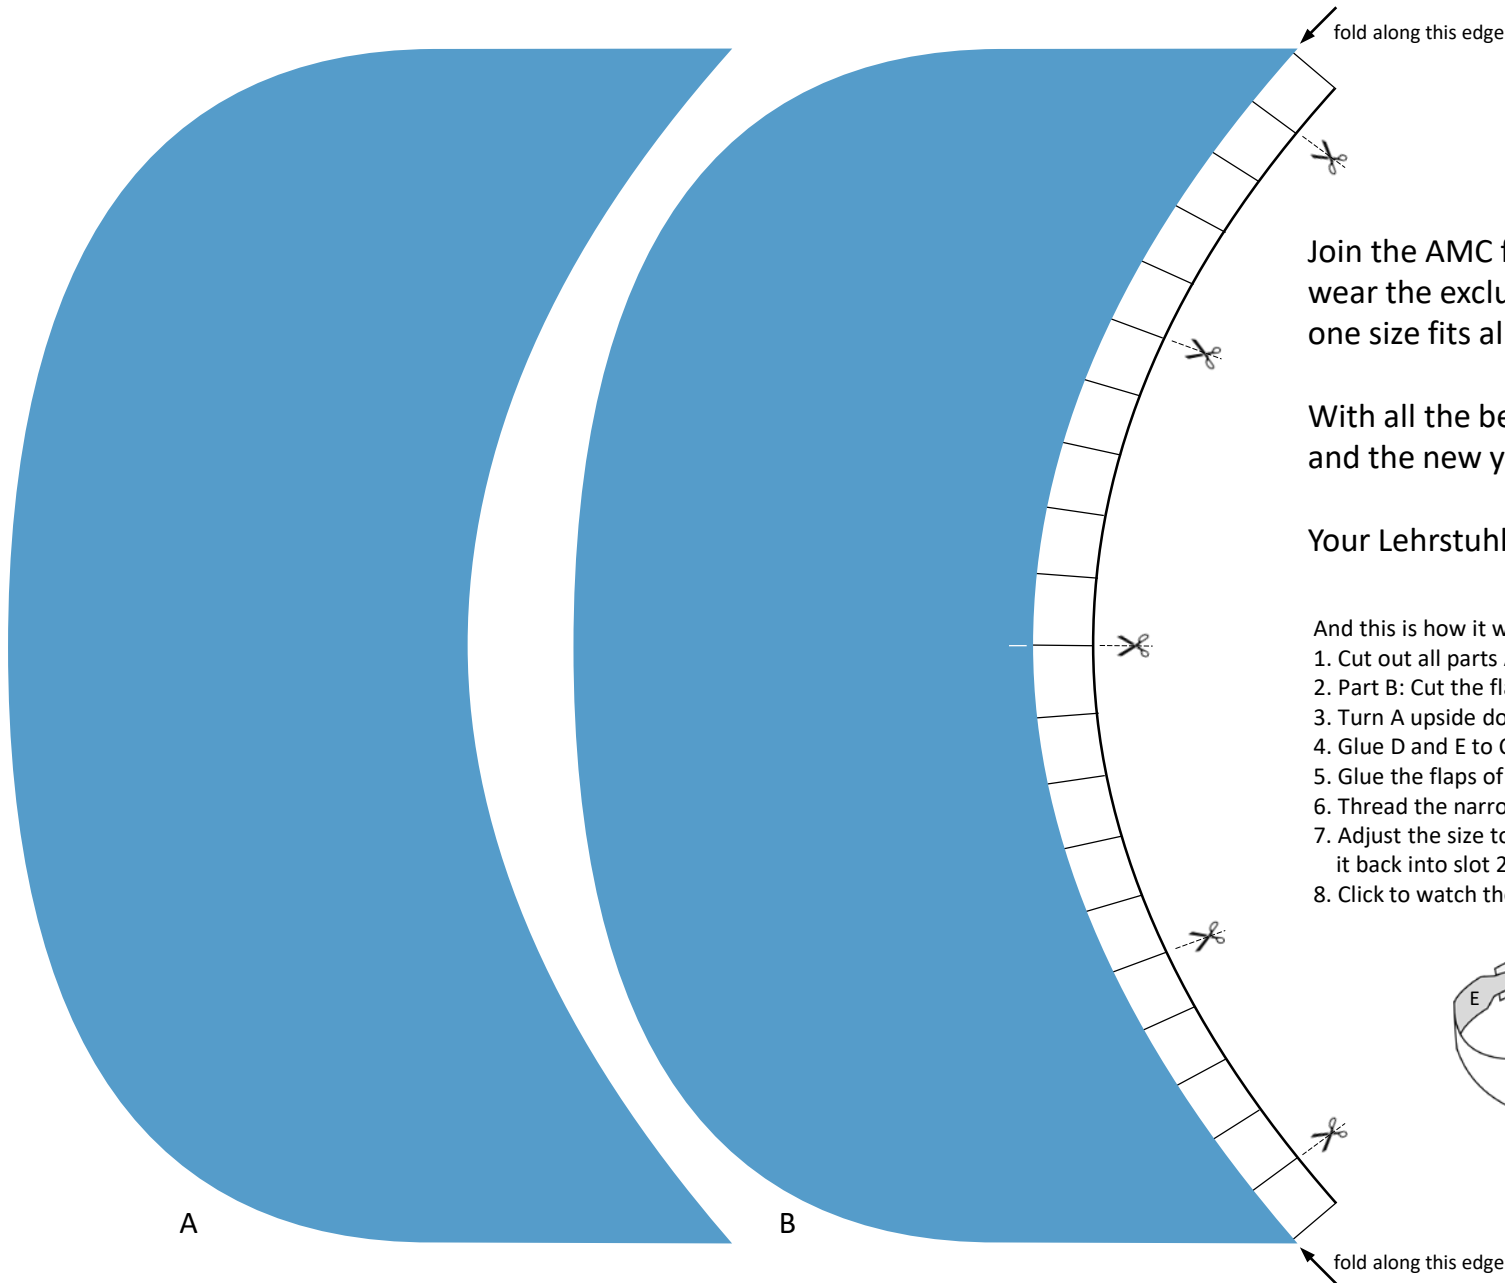 fold along this edge
Join the AMC
wear the exclu
one size fits al
With all the be
and the new y
Your Lehrstuhl
And this is how it w
1. Cut out all parts
2. Part B: Cut the fla
3. Turn A upside do
4. Glue D and E to C
5. Glue the flaps of
6. Thread the narro
7. Adjust the size to
it back into slot 2
8. Click to watch the
E
A
B
fold along this edge